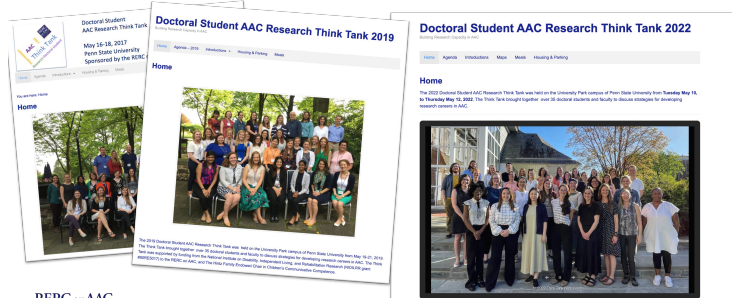 AAC
Think Tank
Doctoral Student
AAC Research Think Tank
May 16-18, 2017
Penn State University
Sponsored by the RERC
Home Agenda Introductions Housing & Parking Meals
You are here: Home
Home
Doctoral Student AAC Research Think Tank 2019
Building Research Capacity in AAC
Home Agenda – 2019 Introductions Housing & Parking Meals
Home
The 2019 Doctoral Student AAC Research Think Tank was held on the University Park campus of Penn State University from May 19-21, 2019.
The Think Tank brought together over 35 doctoral students and faculty to discuss strategies for developing research careers in AAC. The Think
Tank was supported by funding from the National Institute on Disability, Independent Living, and Rehabilitation Research (NIDILRR grant
to the RERC on AAC, and The Hintz Family Endowed Chair in Children's Communicative Competence.
Doctoral Student AAC Research Think Tank 2022
Building Research Capacity in AAC
Home Agenda Introductions Maps Meals Housing & Parking
Home
The 2022 Doctoral Student AAC Research Think Tank was held on the University Park campus of Penn State University from Tuesday May 10,
to Thursday May 12, 2022. The Think Tank brought together over 30 doctoral students and faculty to discuss strategies for developing
research careers in AAC.
RERC on AAC